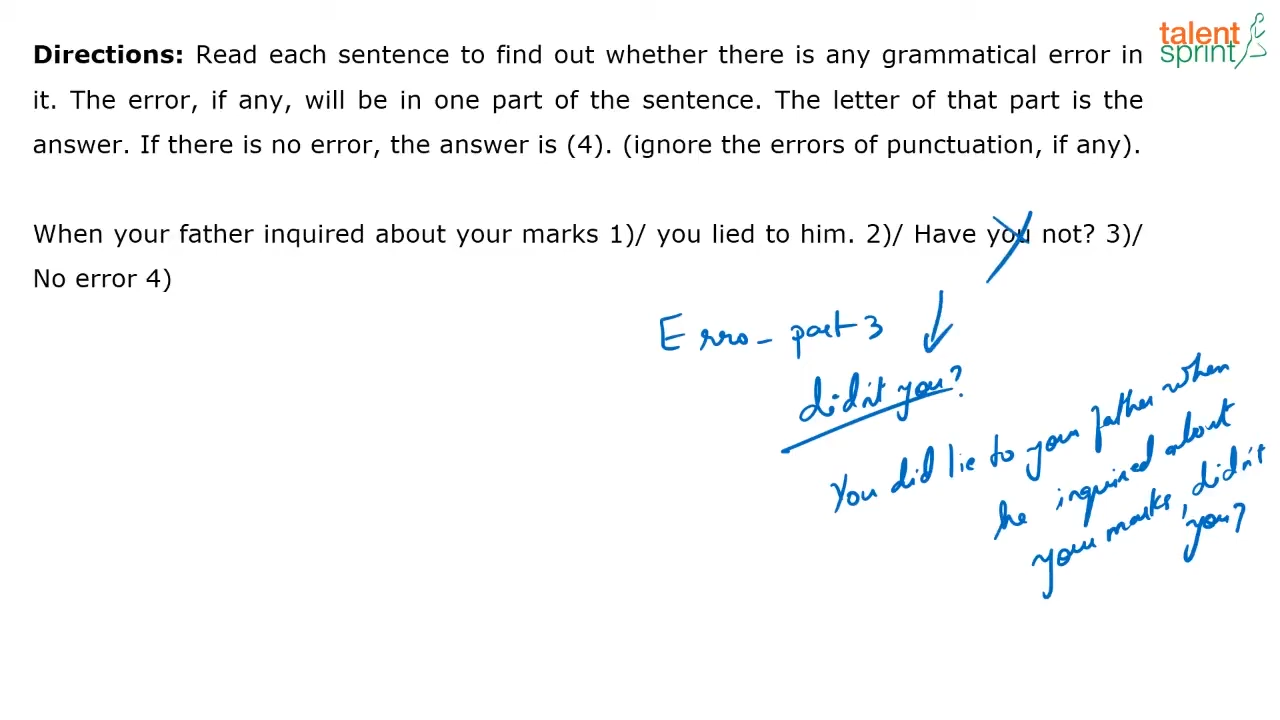 talent
sprint
Directions: Read each sentence to find out whether there is any grammatical error in
it. The error, if any, will be in one part of the sentence. The letter of that part is the
answer. If there is no error, the answer is (4). (ignore the errors of punctuation, if any).
When your father inquired about your marks 1)/ you lied to him. 2)/ Have you not? 3)/
No error 4)
Erro - part 3
didn't you?
You did lie to your father when
he inquired about
your marks, didn't
you?